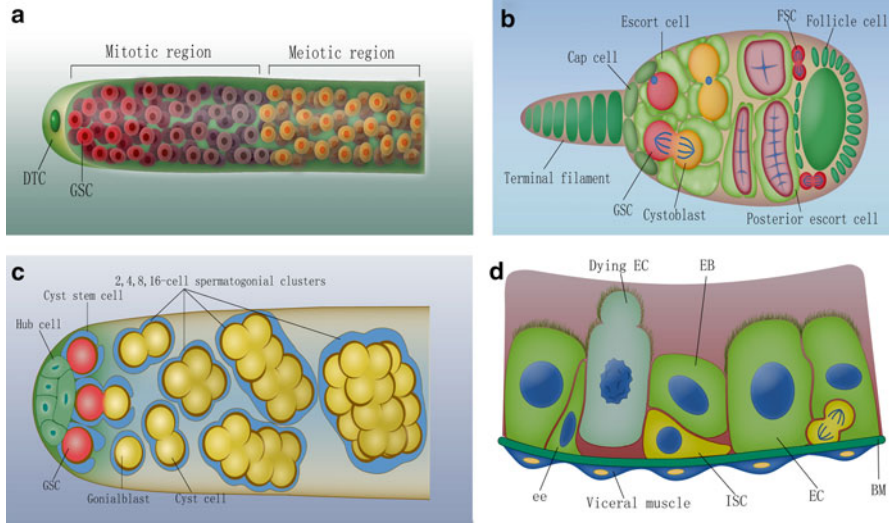 a
Mitotic region
Meiotic region
DTC
GSC
b
Escort cell
FSC
Follicle cell
Cap cell
Terminal filament
GSC
Cystoblast
Posterior escort cell
c
2,4,8,16-cell spermatogonial clusters
Cyst stem cell
Hub cell
GSC
Gonialblast
Cyst cell
d
Dying EC
EB
ee
Viceral muscle
ISC
EC
BM